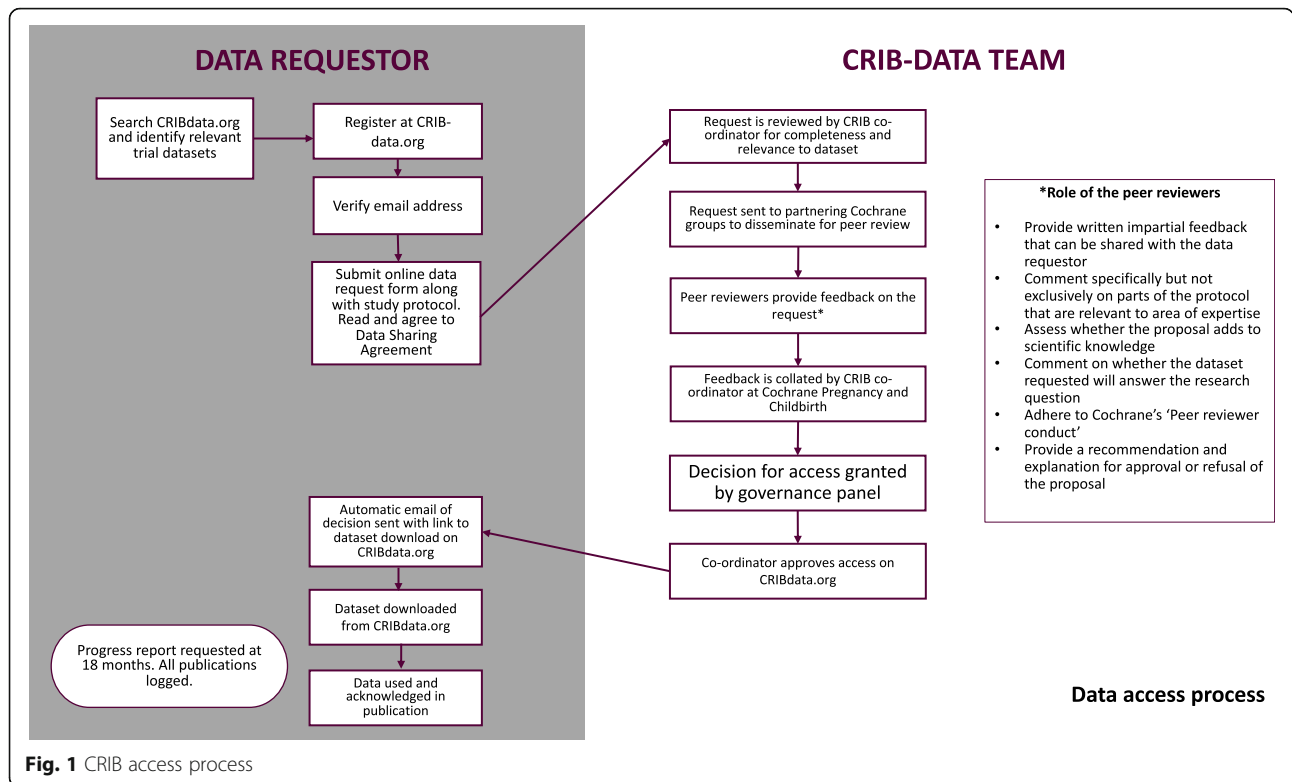 DATA REQUESTOR
Search CRIBdata.org
and identify relevant
trial datasets
Register at CRIB-
data.org
Verify email address
Submit online data
request form along
with study protocol.
Read and agree to
Data Sharing
Agreement
CRIB-DATA TEAM
Request is reviewed by CRIB co-
ordinator for completeness and
relevance to dataset
Request sent to partnering Cochrane
groups to disseminate for peer review
Peer reviewers provide feedback on the
request*
Feedback is collated by CRIB co-
ordinator at Cochrane Pregnancy and
Childbirth
Decision for access granted
by governance panel
Co-ordinator approves access on
CRIBdata.org
*Role of the peer reviewers
• Provide written impartial feedback
that can be shared with the data
requestor
• Comment specifically but not
exclusively on parts of the protocol
that are relevant to area of expertise
• Assess whether the proposal adds to
scientific knowledge
• Comment on whether the dataset
requested will answer the research
question
• Adhere to Cochrane's 'Peer reviewer
conduct'
• Provide a recommendation and
explanation for approval or refusal of
the proposal
Automatic email of
decision sent with link to
dataset download on
CRIBdata.org
Dataset downloaded
from CRIBdata.org
Data used and
acknowledged in
publication
Progress report requested at
18 months. All publications
logged.
Data access process
Fig. 1 CRIB access process